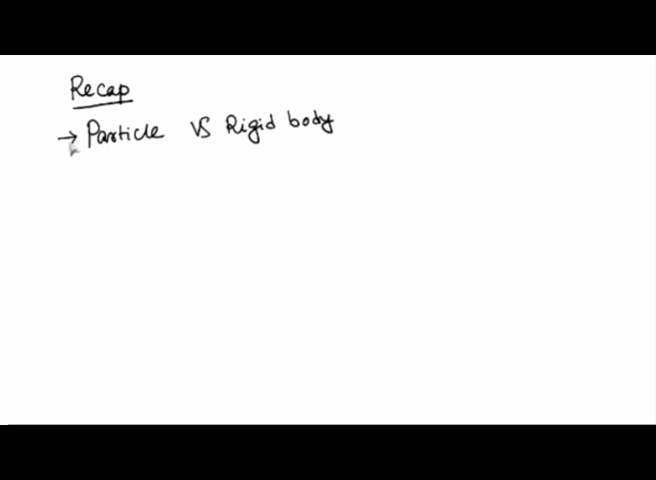 Recap
→ Particle VS Rigid body